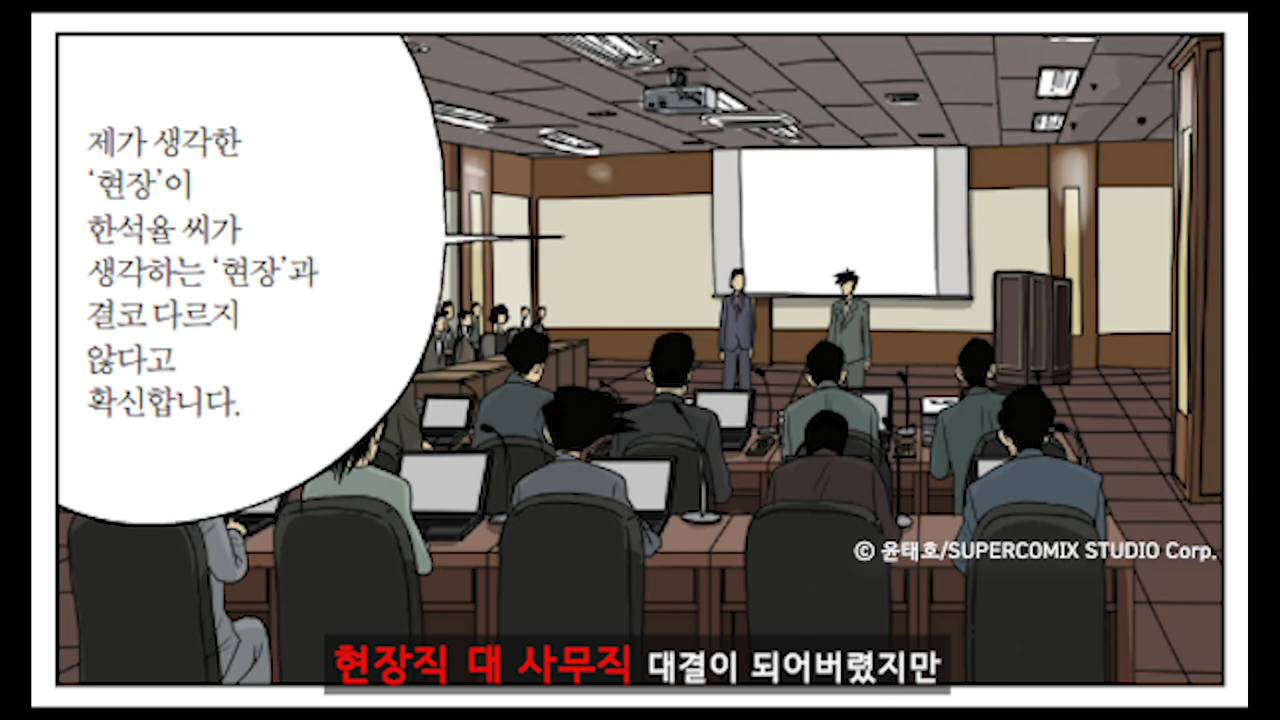 제가 생각한
‘현장’이
한석율 씨가
생각하는 ‘현장’과
결코 다르지
않다고
확신합니다.
© 윤태호/SUPERCOMIX STUDIO Corp.
현장직 대 사무직 대결이 되어버렸지만